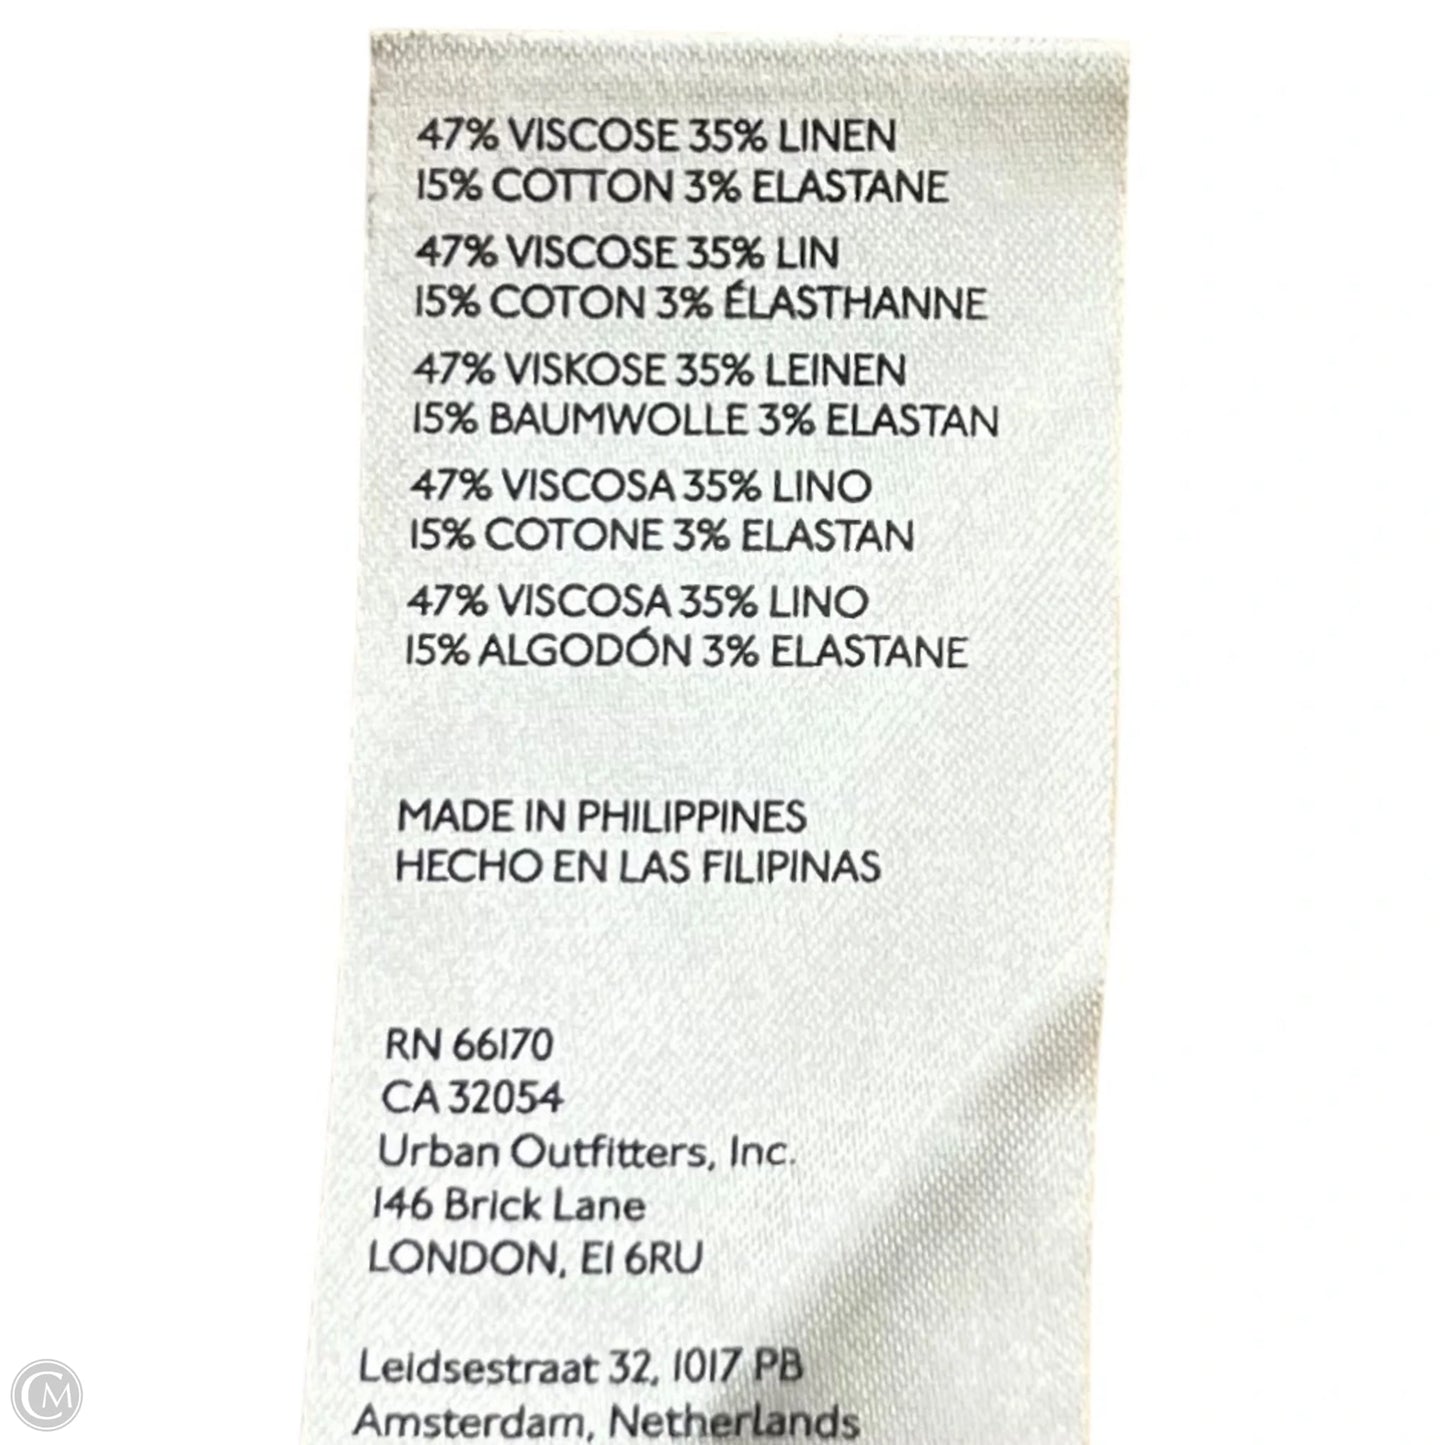 47% VISCOSE 35% LINEN
15% COTTON 3% ELASTANE
47% VISCOSE 35% LIN
15% COTON 3% ÉLASTHANNE
47% VISKOSE 35% LEINEN
15% BAUMWOLLE 3% ELASTAN
47% VISCOSA 35% LINO
15% COTONE 3% ELASTAN
47% VISCOSA 35% LINO
15% ALGODÓN 3% ELASTANE
MADE IN PHILIPPINES
HECHO EN LAS FILIPINAS
RN 66170
CA 32054
Urban Outfitters, Inc.
146 Brick Lane
LONDON, E1 6RU
Leidsestraat 32, 1017 PB
Amsterdam, Netherlands
CM